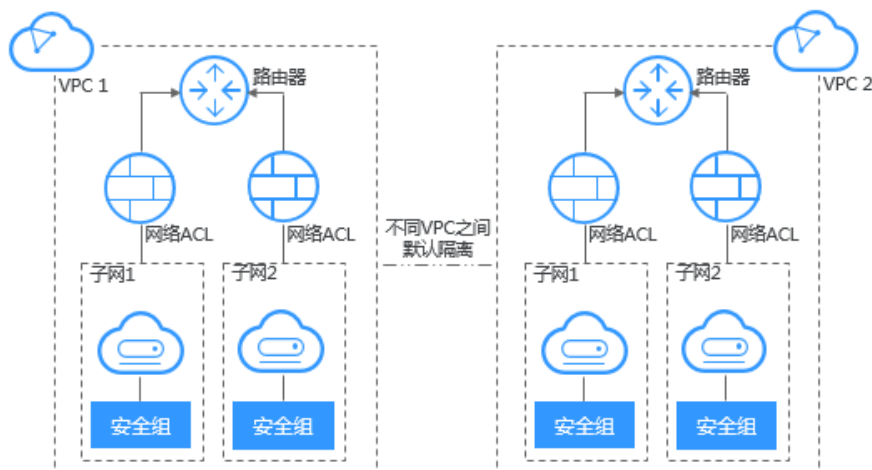 VPC 1
路由器
网络ACL
网络ACL
子网1
子网2
安全组
安全组
不同VPC之间
默认隔离
VPC 2
路由器
网络ACL
网络ACL
子网1
子网2
安全组
安全组